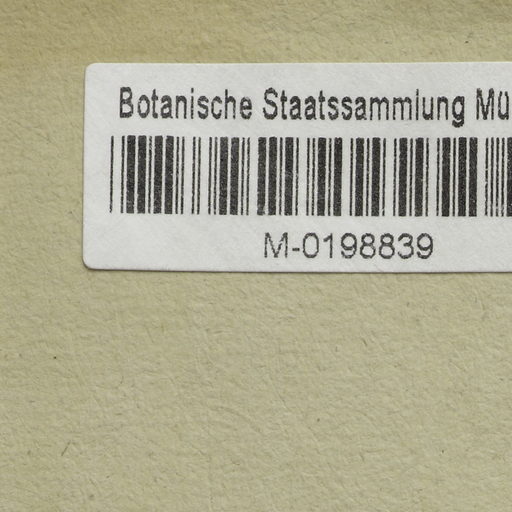 Botanische Staatssammlung Mü
M-0198839